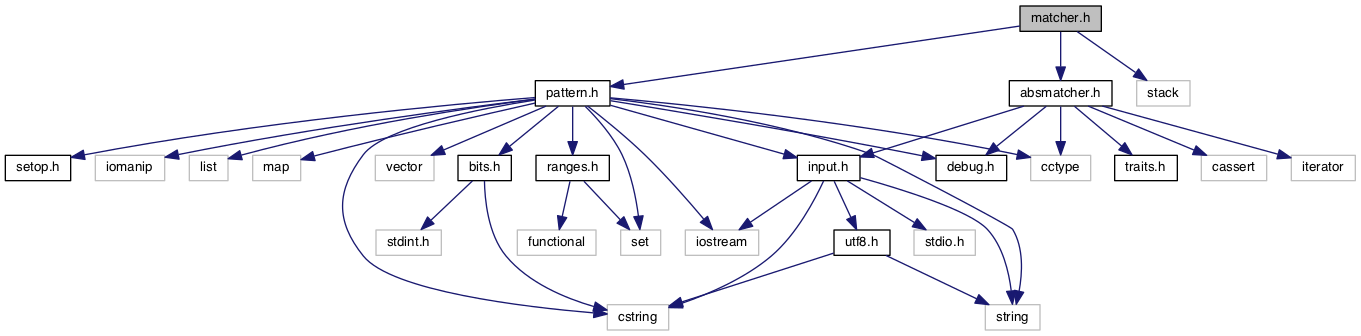 matcher.h
pattern.h
absmatcher.h
stack
setop.h
iomanip
list
map
vector
bits.h
ranges.h
input.h
debug.h
cctype
traits.h
cassert
iterator
stdint.h
functional
set
iostream
utf8.h
stdio.h
cstring
string